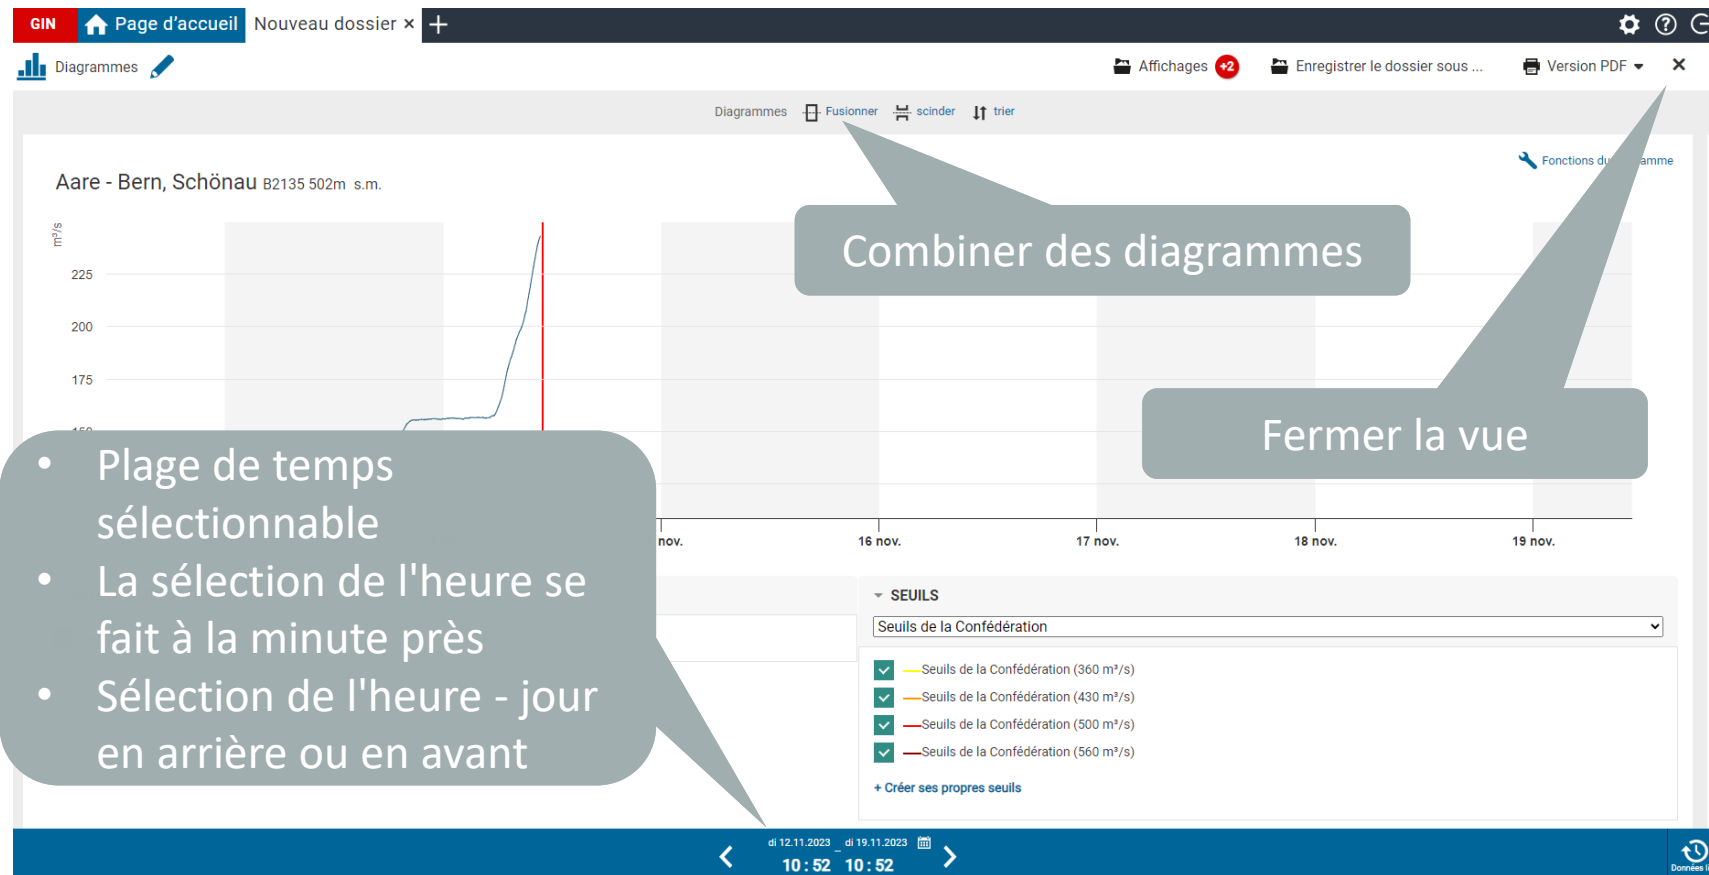 GIN Page d'accueil Nouveau dossier × +
Diagrammes Affichages +2 Enregistrer le dossier sous ... Version PDF ×
Diagrammes Fusionner scinder trier
Fonctions du
amme
Aare - Bern, Schönau B2135 502m s.m.
m³/s
Combiner des diagrammes
225
200
175
Fermer la vue
• Plage de temps
sélectionnable
• La sélection de l'heure se
fait à la minute près
• Sélection de l'heure - jour
en arrière ou en avant
nov. 16 nov. 17 nov. 18 nov. 19 nov.
SEUILS
Seuils de la Confédération
Seuils de la Confédération (360 m³/s)
Seuils de la Confédération (430 m³/s)
Seuils de la Confédération (500 m³/s)
Seuils de la Confédération (560 m³/s)
+ Créer ses propres seuils
di 12.11.2023 _ di 19.11.2023
10 : 52 10 : 52
Données